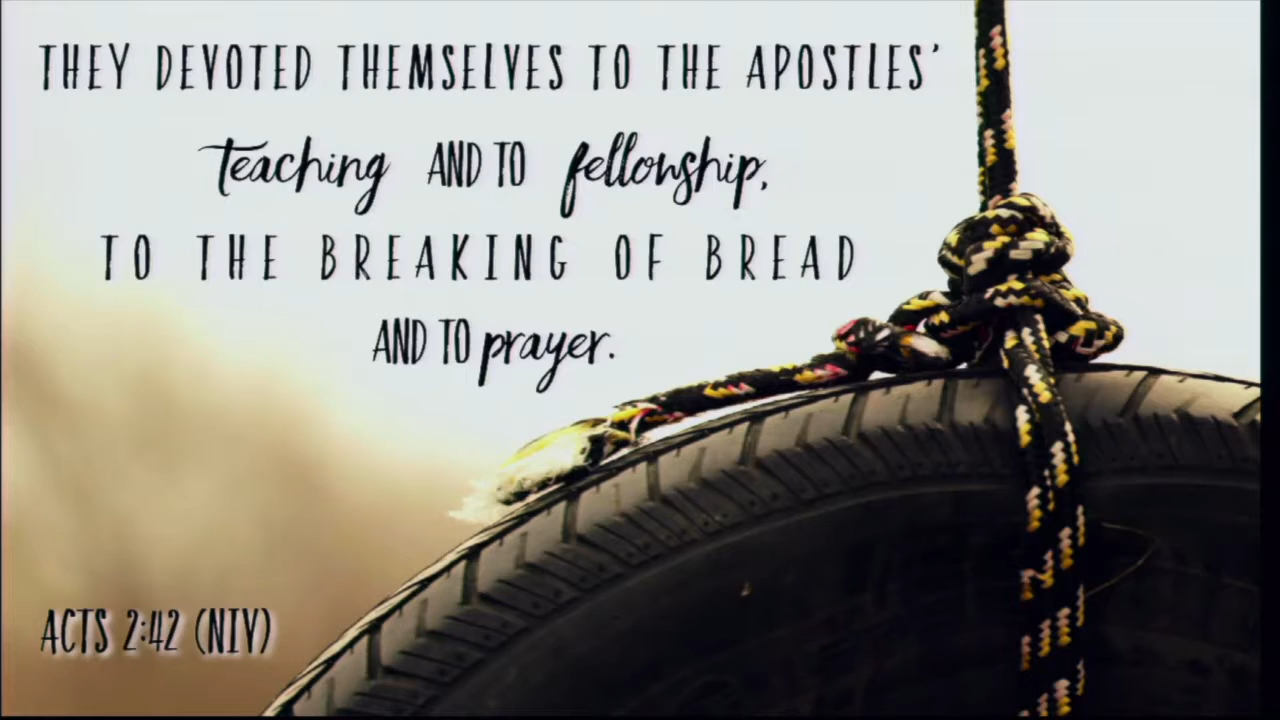 THEY DEVOTED THEMSELVES TO THE APOSTLES'
teaching AND TO fellowship,
TO THE BREAKING OF BREAD
AND TO prayer.
ACTS 2:42 (NIV)